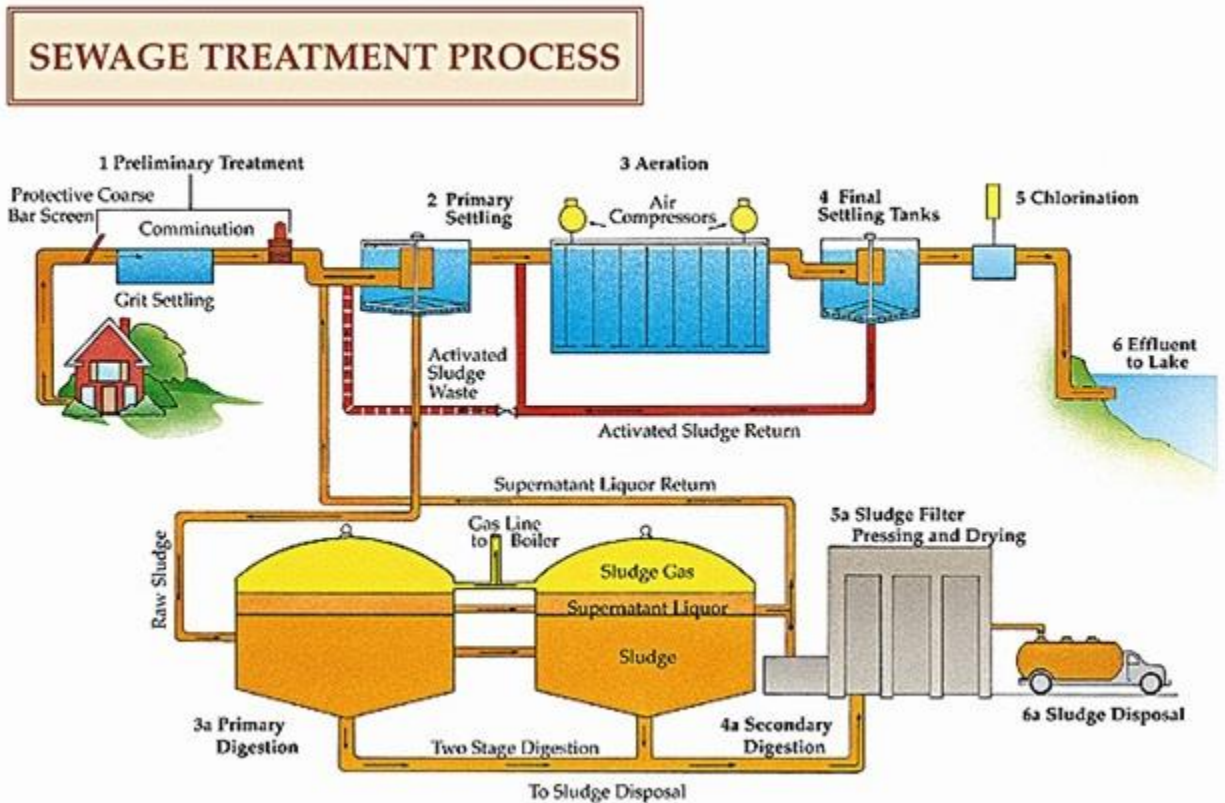 SEWAGE TREATMENT PROCESS
1 Preliminary Treatment
Protective Coarse
Bar Screen
Comminution
Grit Settling
2 Primary
Settling
3 Aeration
Air
Compressors
4 Final
Settling Tanks
5 Chlorination
6 Effluent
to Lake
Activated
Sludge
Waste
Activated Sludge Return
Supernatant Liquor Return
Raw Sludge
Gas Line
to Boiler
Sludge Gas
Supernatant Liquor
Sludge
5a Sludge Filter
Pressing and Drying
3a Primary
Digestion
Two Stage Digestion
4a Secondary
Digestion
6a Sludge Disposal
To Sludge Disposal